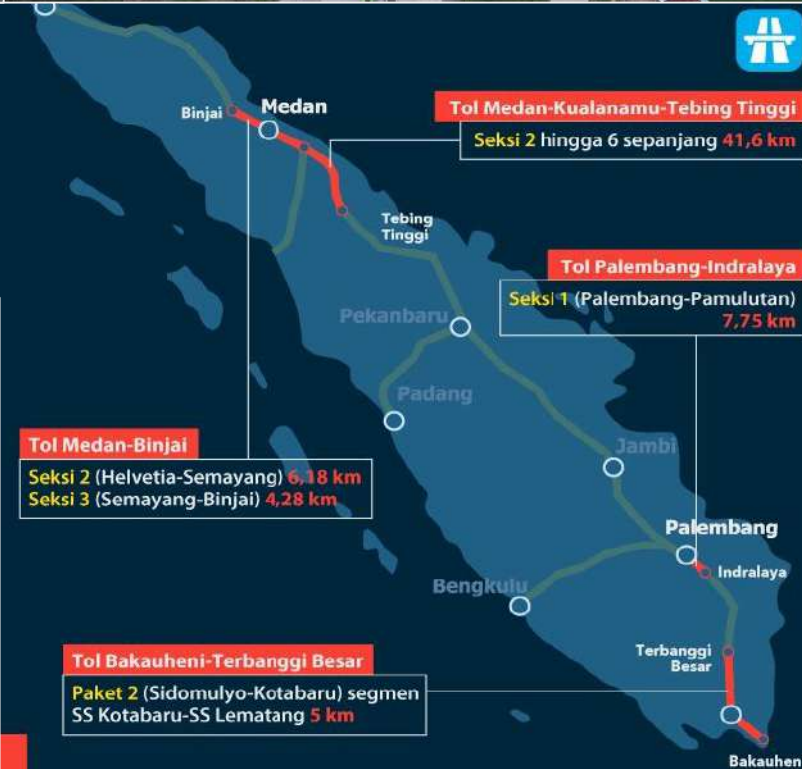 Binjai
Medan
Tol Medan-Kualanamu-Tebing Tinggi
Seksi 2 hingga 6 sepanjang 41,6 km
Tebing
Tinggi
Tol Palembang-Indralaya
Seksi 1 (Palembang-Pamulutan)
7,75 km
Pekanbaru
Padang
Tol Medan-Binjai
Seksi 2 (Helvetia-Semayang) 6,18 km
Seksi 3 (Semayang-Binjai) 4,28 km
Jambi
Palembang
Indralaya
Bengkulu
Terbanggi
Besar
Tol Bakauheni-Terbanggi Besar
Paket 2 (Sidomulyo-Kotabaru) segmen
SS Kotabaru-SS Lematang 5 km
Bakauhen